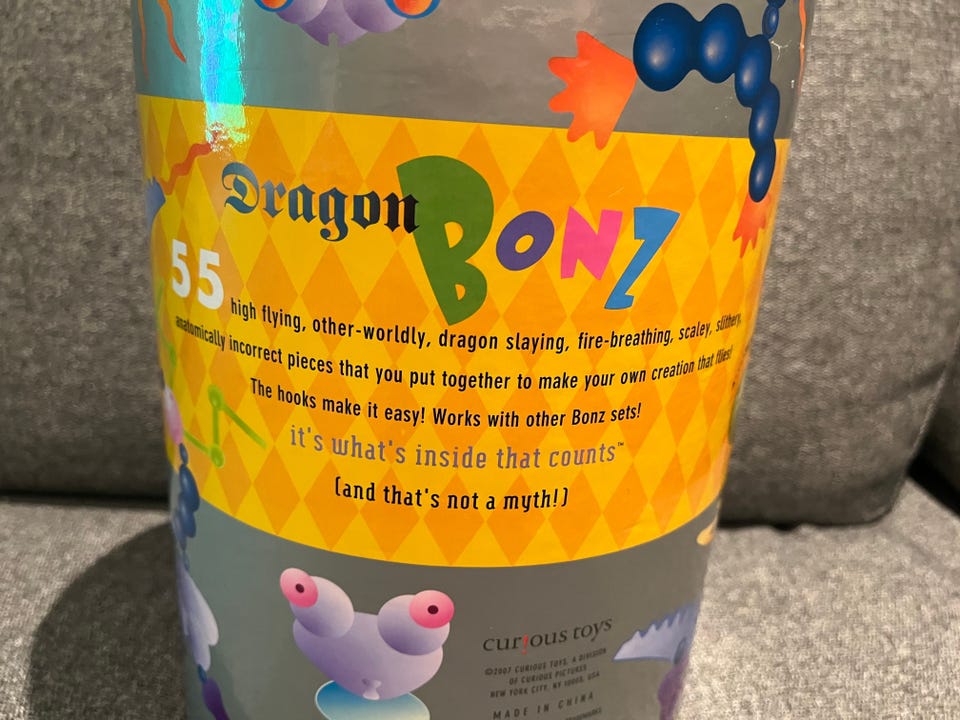 Dragon BONZ
55 high flying, other-worldly, dragon slaying, fire-breathing, scaley, slithery,
anatomically incorrect pieces that you put together to make your own creation that flies!
The hooks make it easy! Works with other Bonz sets!
it's what's inside that counts™
(and that's not a myth!)
curious toys
©2007 CURIOUS TOYS, A DIVISION
OF CURIOUS PICTURES
NEW YORK CITY, NY 10003, USA
MADE IN CHINA